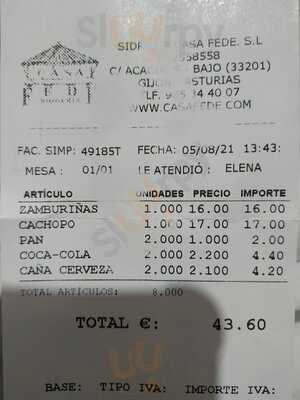 CASA
FEDE
SIDRERIA
SIDR CASA FEDE. S.L
C/ ACAC BAJO (33201)
GIJON ASTURIAS
TLF. 9 5 34 40 07
WWW.CASAFEDE.COM
FAC. SIMP: 49185T FECHA: 05/08/21 13:43:
MESA : 01/01 LE ATENDIÓ : ELENA
ARTÍCULO UNIDADES PRECIO IMPORTE
ZAMBURIÑAS 1.000 16.00 16.00
CACHOPO 1.000 17.00 17.00
PAN 2.000 1.000 2.00
COCA-COLA 2.000 2.200 4.40
CAÑA CERVEZA 2.000 2.100 4.20
TOTAL ARTÍCULOS: 8.000
TOTAL €: 43.60
BASE: TIPO IVA: IMPORTE IVA: